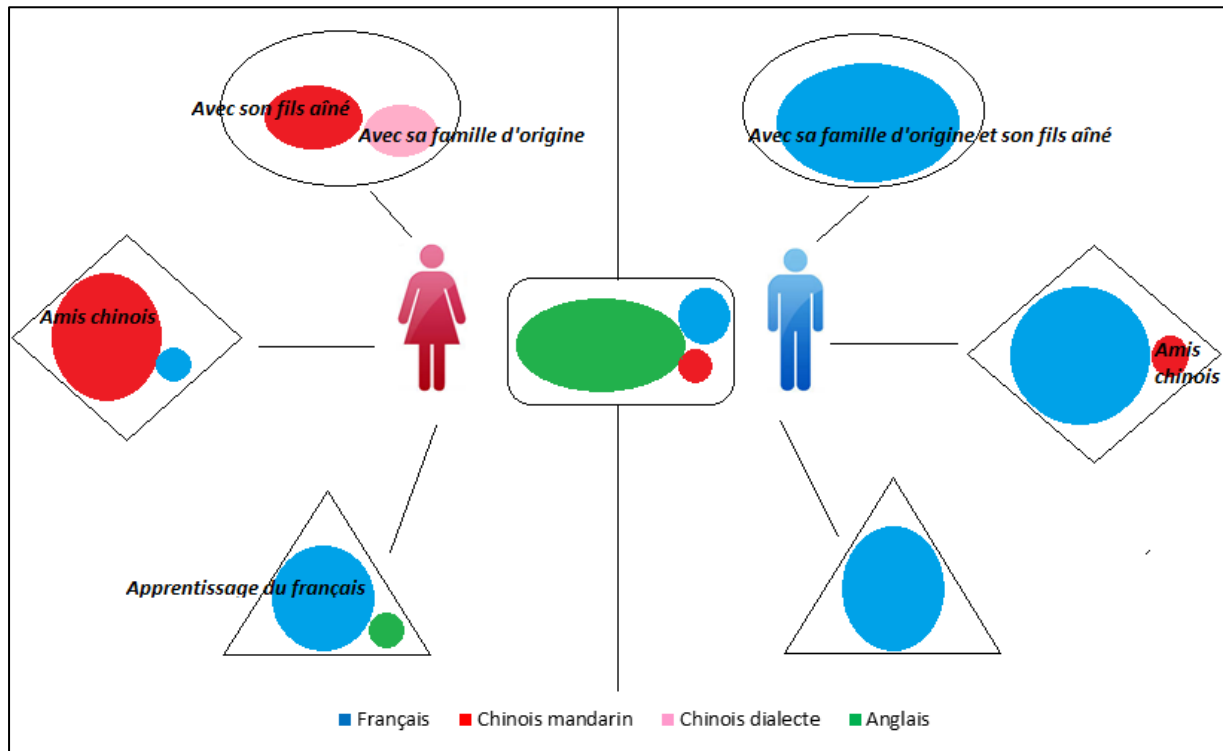 Avec son fils aîné
Avec sa famille d'origine
Avec sa famille d'origine et son fils aîné
Amis chinois
Amis
chinois
Apprentissage du français
Français
Chinois mandarin
Chinois dialecte
Anglais